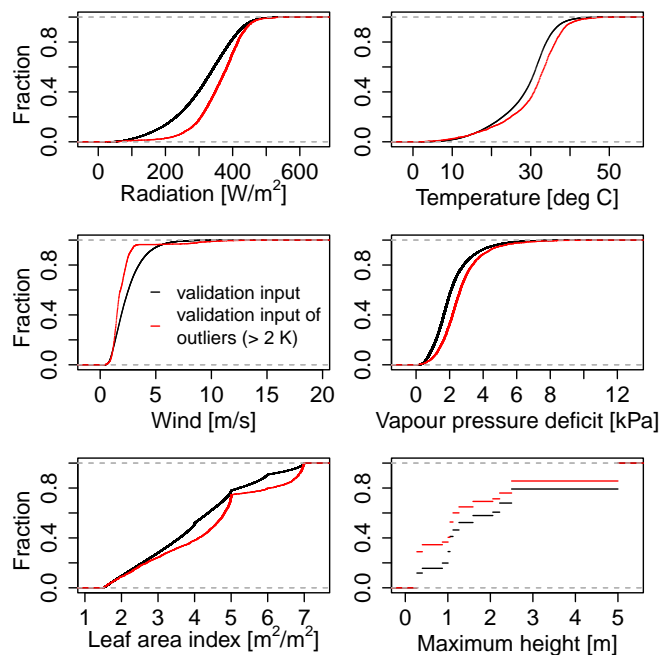 Fraction
0.0 0.4 0.8
0 200 400 600
Radiation [W/m²]
0.0 0.4 0.8
0 10 30 50
Temperature [deg C]
Fraction
0.0 0.4 0.8
validation input
validation input of
outliers (> 2 K)
0 5 10 15 20
Wind [m/s]
0.0 0.4 0.8
0 2 4 6 8 12
Vapour pressure deficit [kPa]
Fraction
0.0 0.4 0.8
1 2 3 4 5 6 7
Leaf area index [m²/m²]
0.0 0.4 0.8
0 1 2 3 4 5
Maximum height [m]